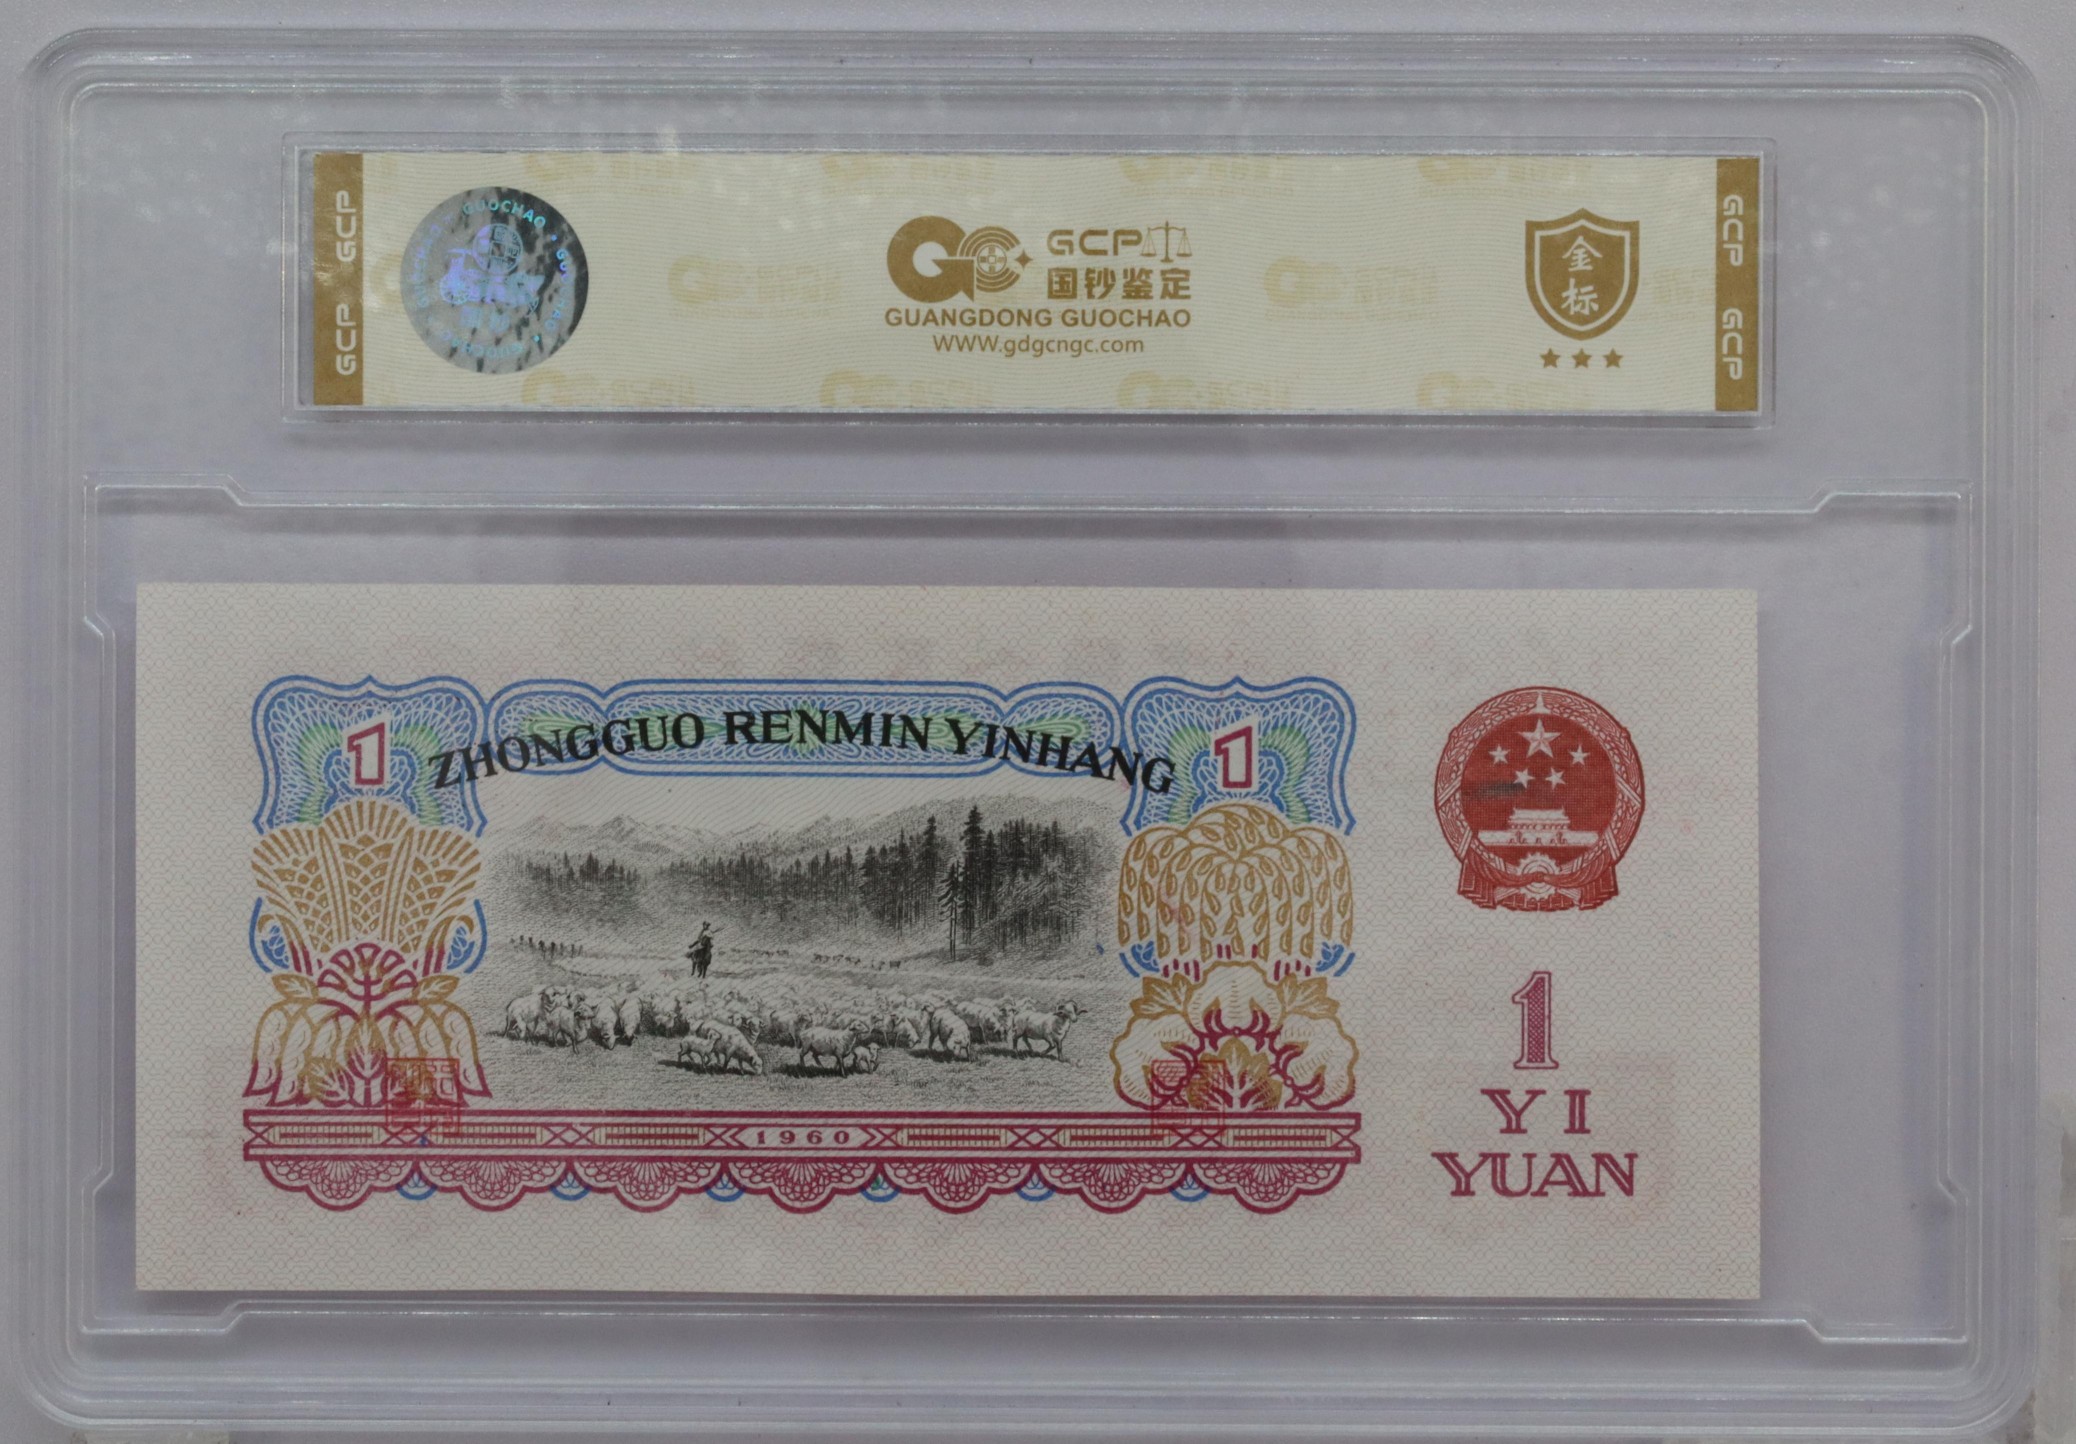 GCP GCP
GUOCHAO
GCP
国钞鉴定
GUANGDONG GUOCHAO
WWW.gdgcngc.com
金
标
GCP GCP
ZHONGGUO RENMIN YINHANG
1
1
1
YI
YUAN
1960